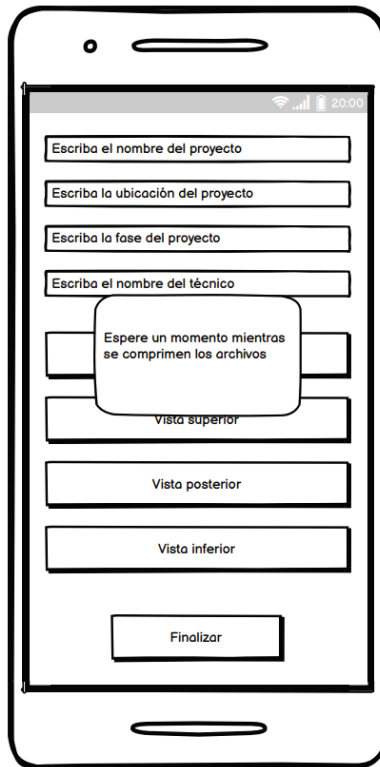 20:00
Escriba el nombre del proyecto
Escriba la ubicación del proyecto
Escriba la fase del proyecto
Escriba el nombre del técnico
Espere un momento mientras
se comprimen los archivos
Vista superior
Vista posterior
Vista inferior
Finalizar